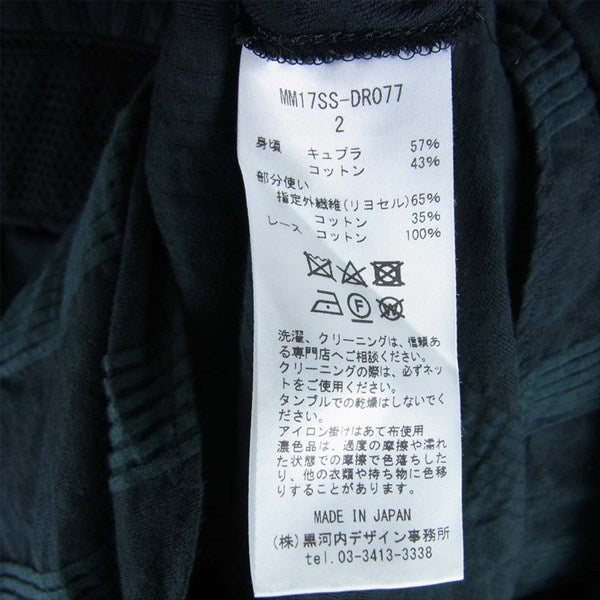 MM17SS-DR077
2
身頃 キュプラ 57%
コットン 43%
部分使い
指定外繊維(リヨセル)65%
コットン 35%
レース コットン 100%
F W
洗濯、クリーニングは、信頼あ
る専門店へご相談ください。
クリーニングの際は、必ずネッ
トをご使用ください。
タンブルでの乾燥はしないでく
ださい。
アイロン掛けはあて布使用
濃色品は、過度の摩擦や濡れ
た状態での摩擦で色落ちした
り、他の衣類や持ち物に色移
りすることがあります。
MADE IN JAPAN
(株)黒河内デザイン事務所
tel. 03-3413-3338